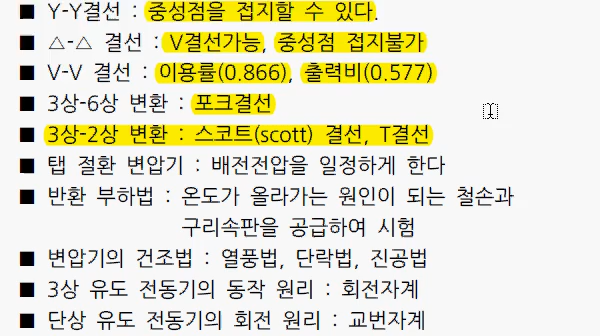 ■ Y-Y결선 : 중성점을 접지할 수 있다.
■ △-△ 결선 : V결선가능, 중성점 접지불가
■ V-V 결선 : 이용률(0.866), 출력비(0.577)
■ 3상-6상 변환 : 포크결선
■ 3상-2상 변환 : 스코트(scott) 결선, T결선
■ 탭 절환 변압기 : 배전전압을 일정하게 한다
■ 반환 부하법 : 온도가 올라가는 원인이 되는 철손과
구리속판을 공급하여 시험
■ 변압기의 건조법 : 열풍법, 단락법, 진공법
■ 3상 유도 전동기의 동작 원리 : 회전자계
■ 단상 유도 전동기의 회전 원리 : 교번자계